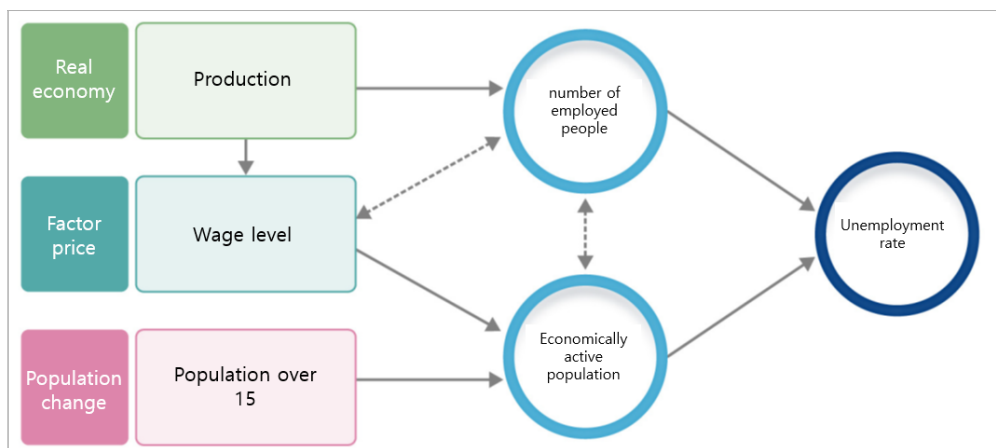 Real
economy
Production
number of
employed
people
Factor
price
Wage level
Unemployment
rate
Population
change
Population over
15
Economically
active
population